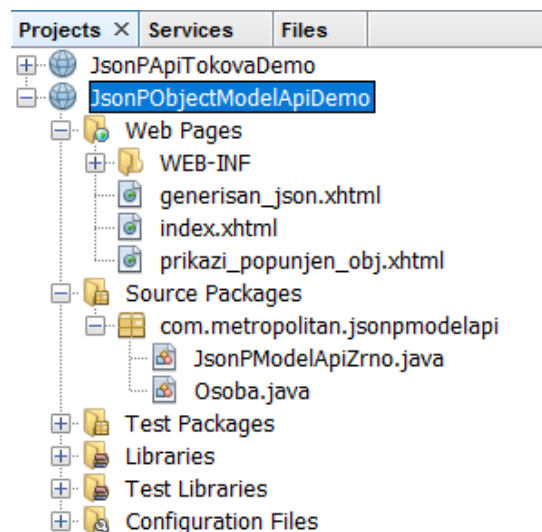 Projects × Services Files
JsonPApiTokovaDemo
JsonPObjectModelApiDemo
Web Pages
WEB-INF
generisan_json.xhtml
index.xhtml
prikazi_popunjen_obj.xhtml
Source Packages
com.metropolitan.jsonpmodelapi
JsonPModelApiZrno.java
Osoba.java
Test Packages
Libraries
Test Libraries
Configuration Files